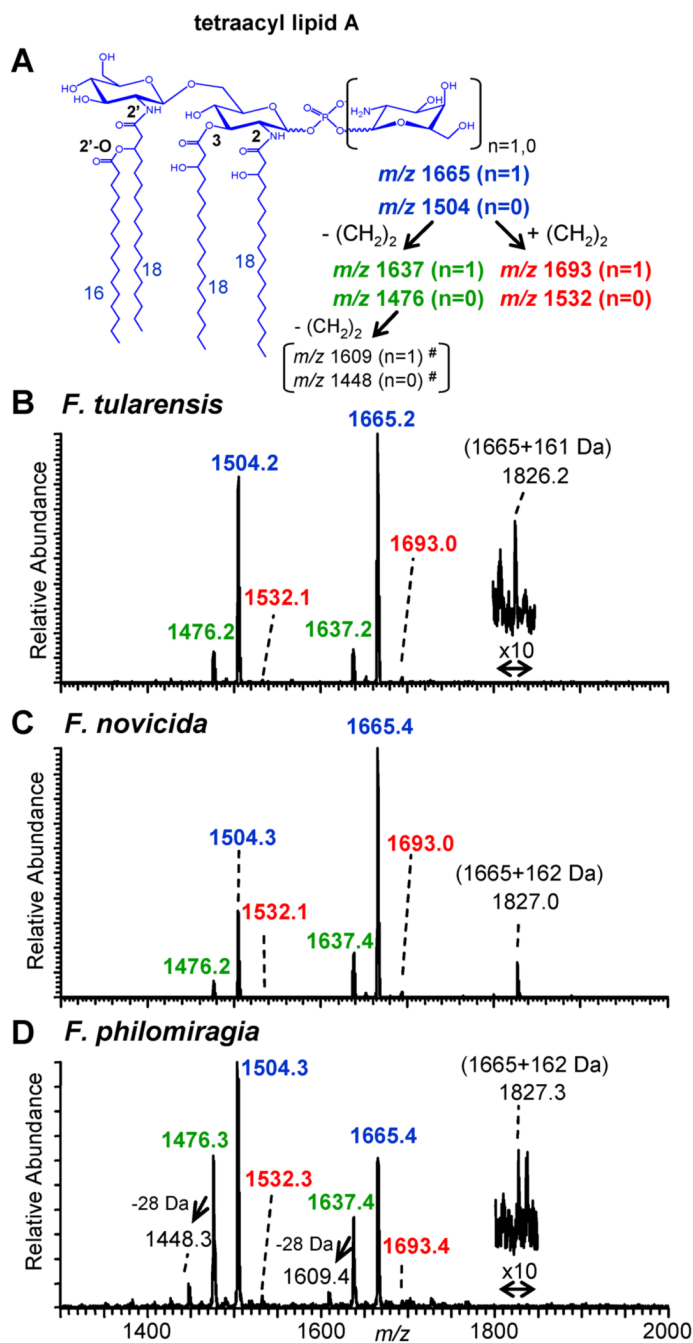 tetraacyl lipid A
A
OH
HO
HO
HO
O
O
2'
NH
O
O
HO
O
2'-O
O
O
O
3
2
NH
O
O
HO
HO
O
P
O
O
O
H₂N
HO
OH
O
OH
n=1,0
16
18
18
18
m/z 1665 (n=1)
m/z 1504 (n=0)
- (CH₂)₂
+ (CH₂)₂
m/z 1637 (n=1)
m/z 1693 (n=1)
m/z 1476 (n=0)
m/z 1532 (n=0)
- (CH₂)₂
m/z 1609 (n=1) #
m/z 1448 (n=0) #
B F. tularensis
1665.2
1504.2
(1665+161 Da)
1826.2
1693.0
1532.1
1476.2
1637.2
x10
Relative Abundance
C F. novicida
1665.4
1504.3
1693.0
(1665+162 Da)
1827.0
1532.1
1476.2
1637.4
Relative Abundance
D F. philomiragia
1504.3
(1665+162 Da)
1827.3
1476.3
1665.4
1532.3
1637.4
-28 Da
1448.3
-28 Da
1609.4
1693.4
x10
Relative Abundance
1400
1600
m/z
1800
2000